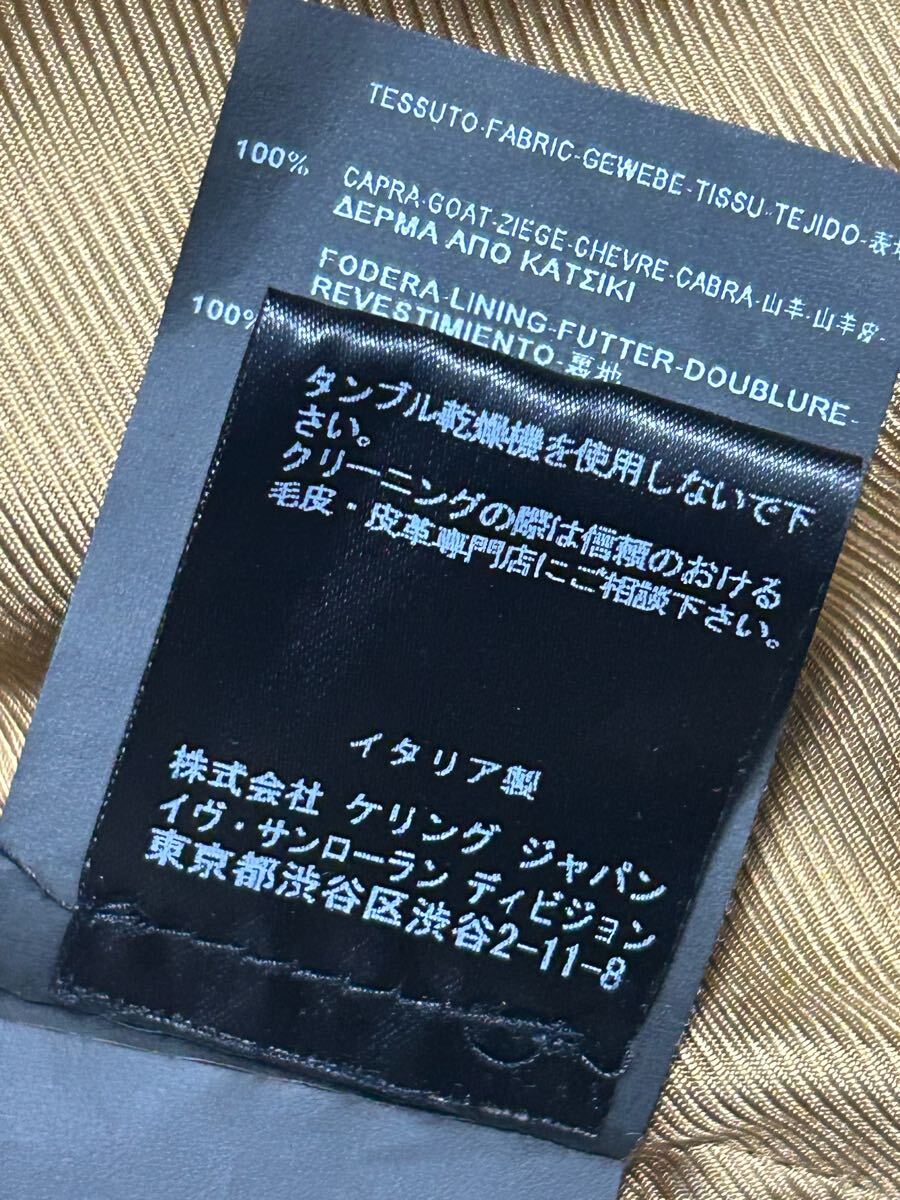 TESSUTO-FABRIC-GEWEBE-TISSU-TEJIDO-表地
100% CAPRA-GOAT-ZIEGE-CHEVRE-CABRA-山羊-山羊皮-
ΔΕΡΜΑ ΑΠΟ ΚΑΤΣΙΚΙ
FODERA-LINING-FUTTER-DOUBLURE-
REVESTIMIENTO-裏地
100%
タンブル乾燥機を使用しないで下
さい。
クリーニングの際は信頼のおける
毛皮・皮革専門店にご相談下さい。
イタリア製
株式会社 ケリング ジャパン
イヴ・サンローラン ディビジョン
東京都渋谷区渋谷2-11-8